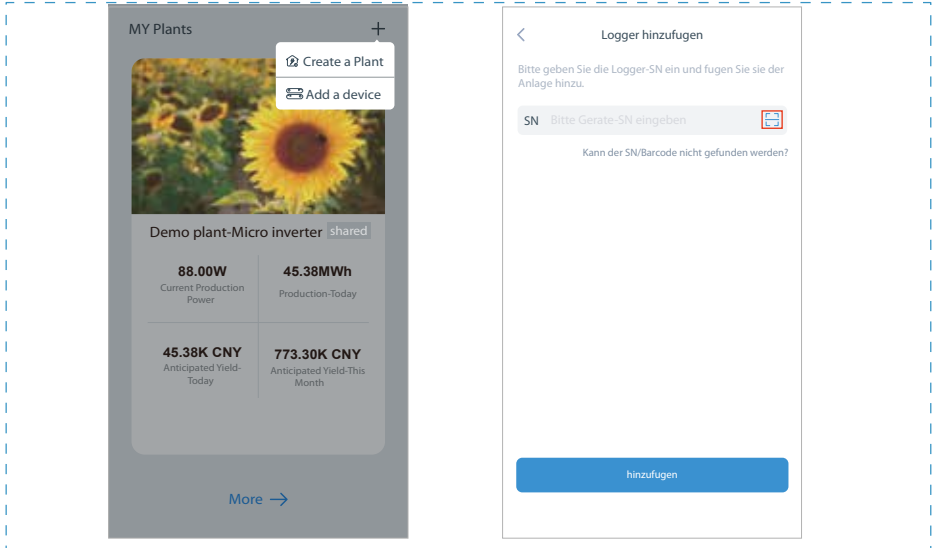 MY Plants
Create a Plant
Add a device
Demo plant-Micro inverter shared
88.00W
Current Production
Power
45.38MWh
Production-Today
45.38K CNY
Anticipated Yield-
Today
773.30K CNY
Anticipated Yield-This
Month
More
Logger hinzufugen
Bitte geben Sie die Logger-SN ein und fugen Sie sie der
Anlage hinzu.
SN Bitte Gerate-SN eingeben
Kann der SN/Barcode nicht gefunden werden?
hinzufugen